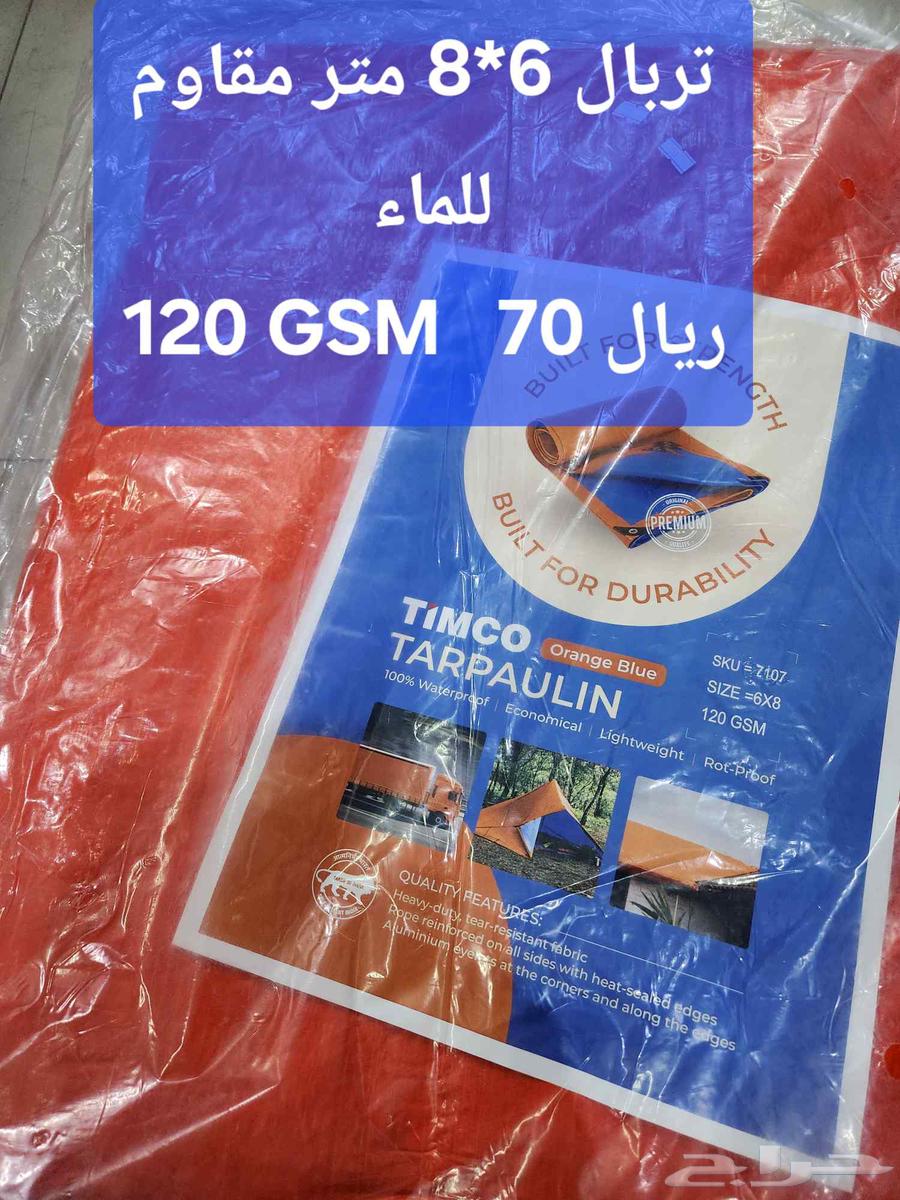 تربال 6*8 متر مقاوم
للماء
120 GSM 70 ريال
BUILT FOR STRENGTH
ORIGINAL
PREMIUM
QUALITY
BUILT FOR DURABILITY
TIMCO
TARPAULIN
Orange Blue
SKU = 7107
SIZE =6X8
120 GSM
100% Waterproof | Economical | Lightweight | Rot-Proof
QUALITY FEATURES:
Heavy-duty, tear-resistant fabric
Rope reinforced on all sides with heat-sealed edges
Aluminium eyelets at the corners and along the edges
حراج